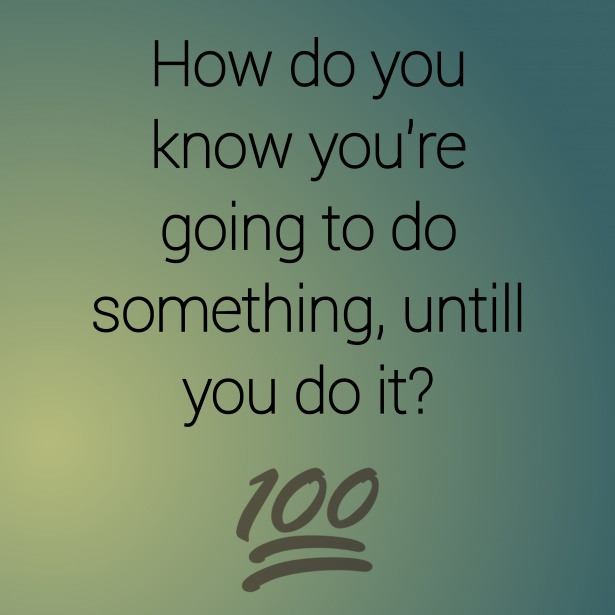 How do you
know you're
going to do
something, untill
you do it?
💯